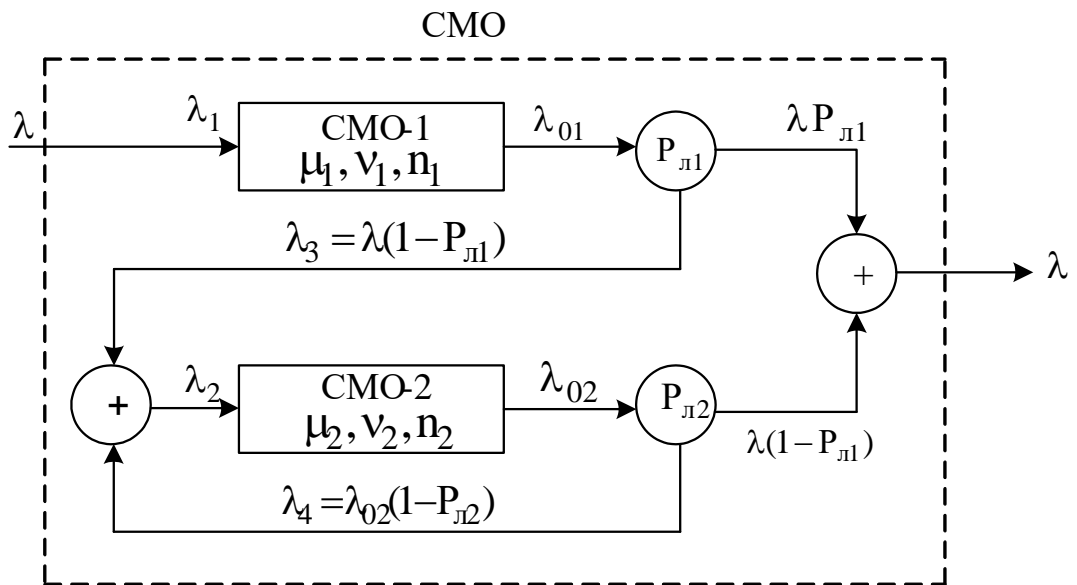 СМО
λ
λ₁
СМО-1
μ₁, ν₁, n₁
λ₀₁
Pл1
λPл1
λ₃ = λ(1−Pл1)
+
λ
λ₂
СМО-2
μ₂, ν₂, n₂
λ₀₂
Pл2
+
λ(1−Pл1)
λ₄ = λ₀₂(1−Pл2)